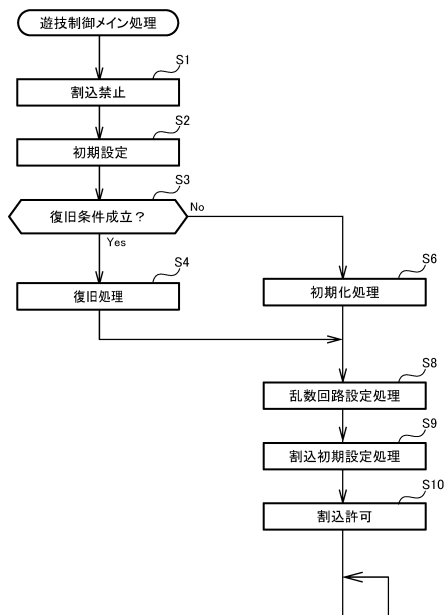 遊技制御メイン処理
S1
割込禁止
S2
初期設定
S3
復旧条件成立？
No
Yes
S4
復旧処理
S6
初期化処理
S8
乱数回路設定処理
S9
割込初期設定処理
S10
割込許可